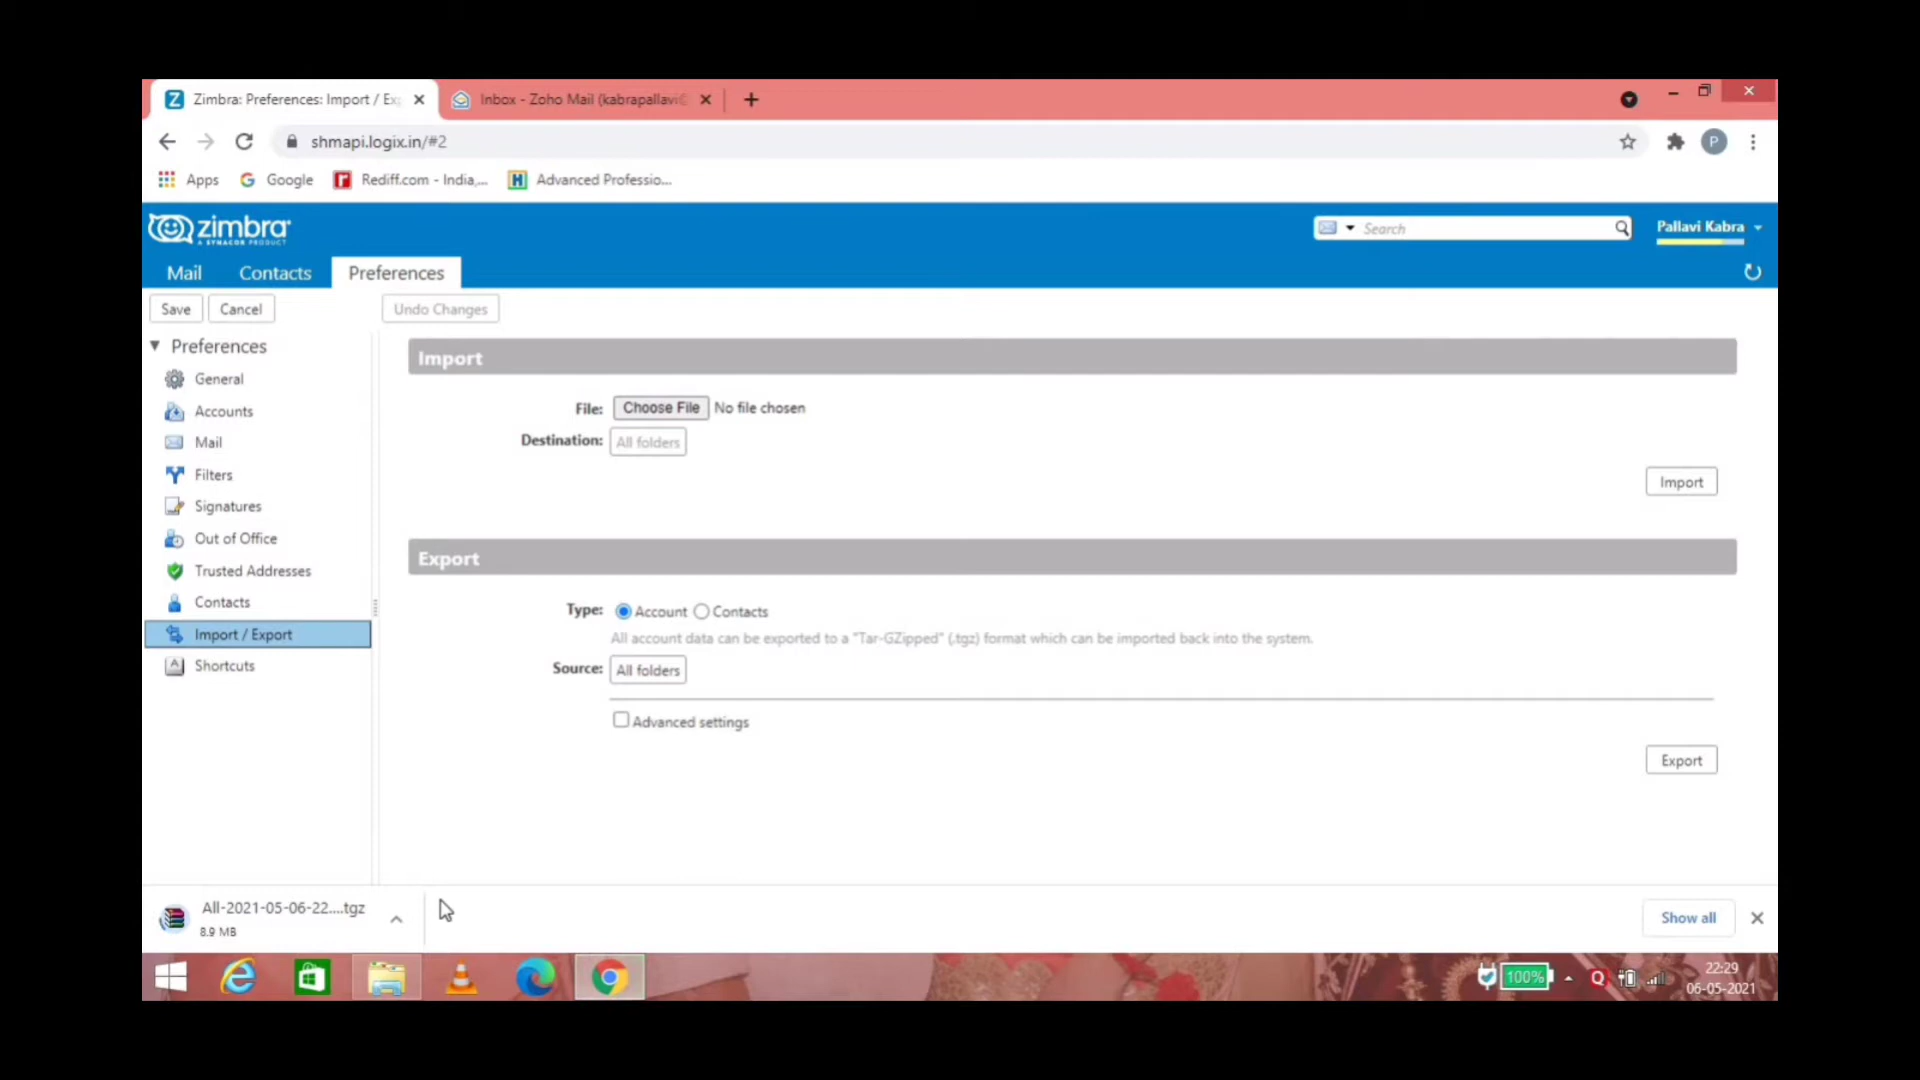 Zimbra: Preferences: Import / Ex
Inbox - Zoho Mail (kabrapallavi@
shmapi.logix.in/#2
P
Apps
Google
Rediff.com - India,...
Advanced Professio...
zimbra
A SYNACOR PRODUCT
Search
Pallavi Kabra
Mail
Contacts
Preferences
Save
Cancel
Undo Changes
Preferences
General
Accounts
Mail
Filters
Signatures
Out of Office
Trusted Addresses
Contacts
Import / Export
Shortcuts
Import
File: Choose File No file chosen
Destination: All folders
Import
Export
Type: Account Contacts
All account data can be exported to a "Tar-GZipped" (.tgz) format which can be imported back into the system.
Source: All folders
Advanced settings
Export
All-2021-05-06-22....tgz
8.9 MB
Show all
100%
22:29
06-05-2021